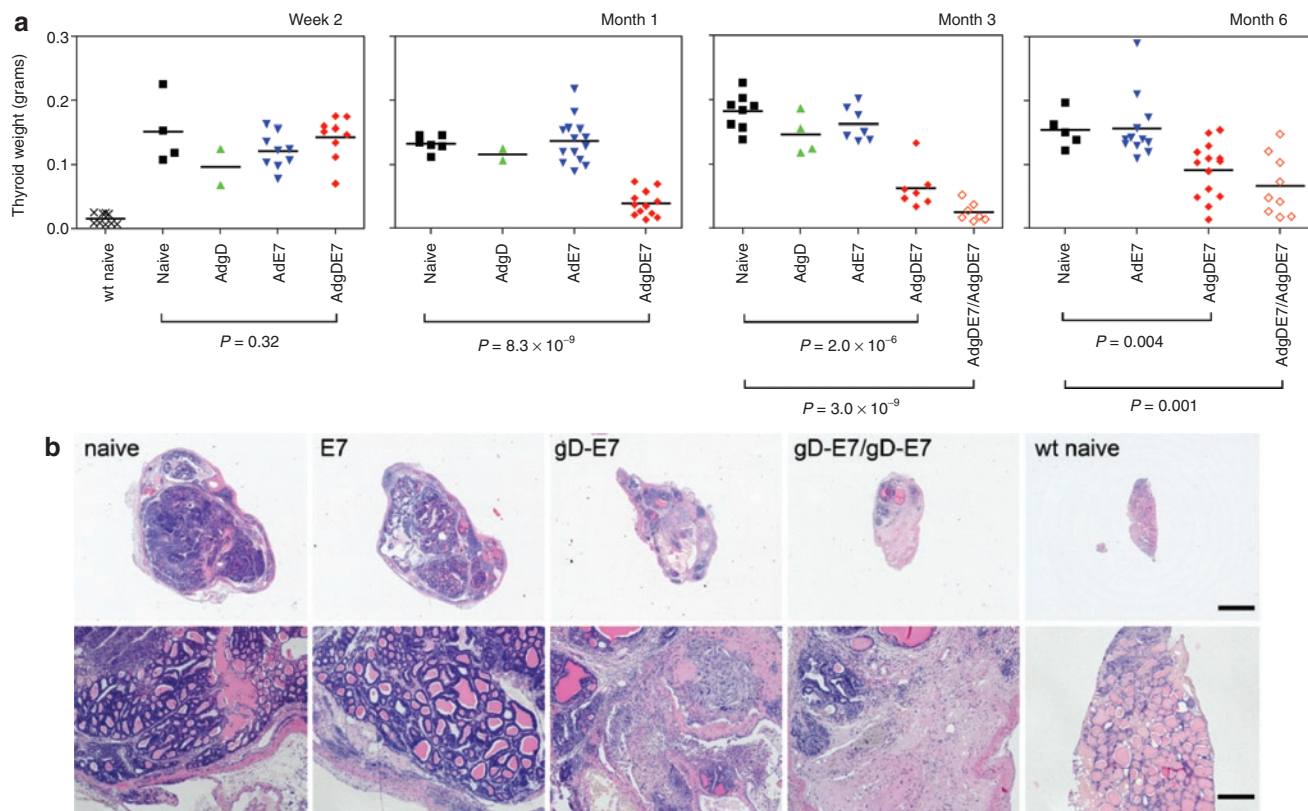 a
Week 2
Month 1
Month 3
Month 6
Thyroid weight (grams)
0.3
0.2
0.1
0.0
wt naive
Naive
AdgD
AdE7
AdgDE7
Naive
AdgD
AdE7
AdgDE7
Naive
AdgD
AdE7
AdgDE7
AdgDE7/AdgDE7
Naive
AdE7
AdgDE7
AdgDE7/AdgDE7
P = 0.32
P = 8.3 × 10⁻⁹
P = 2.0 × 10⁻⁶
P = 0.004
P = 3.0 × 10⁻⁹
P = 0.001
b
naive
E7
gD-E7
gD-E7/gD-E7
wt naive